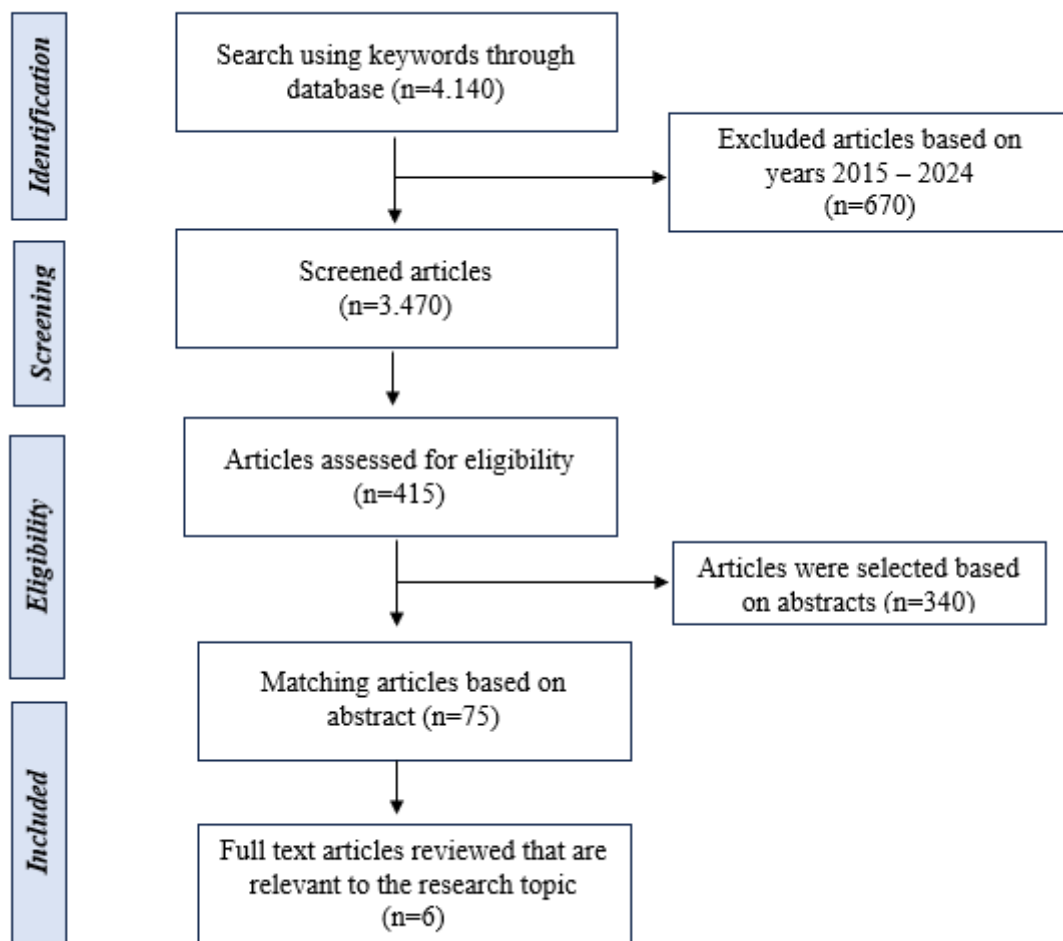 Identification
Search using keywords through
database (n=4.140)
Excluded articles based on
years 2015 – 2024
(n=670)
Screening
Screened articles
(n=3.470)
Eligibility
Articles assessed for eligibility
(n=415)
Articles were selected based
on abstracts (n=340)
Matching articles based on
abstract (n=75)
Included
Full text articles reviewed that are
relevant to the research topic
(n=6)